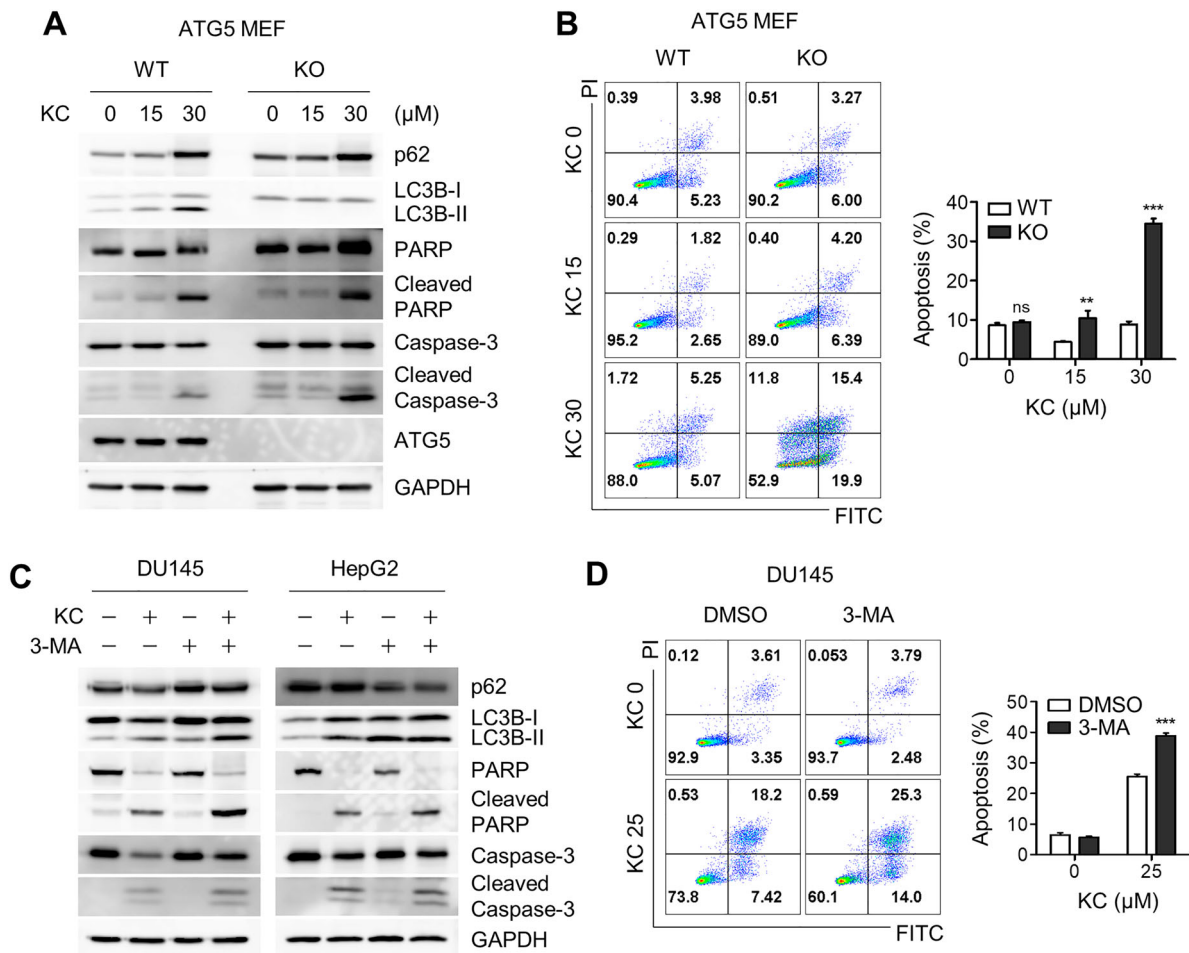 A
ATG5 MEF
WT KO
KC 0 15 30 0 15 30 (µM)
p62
LC3B-I
LC3B-II
PARP
Cleaved
PARP
Caspase-3
Cleaved
Caspase-3
ATG5
GAPDH
B
ATG5 MEF
WT KO
PI
KC 0
0.39 3.98 0.51 3.27
90.4 5.23 90.2 6.00
KC 15
0.29 1.82 0.40 4.20
95.2 2.65 89.0 6.39
KC 30
1.72 5.25 11.8 15.4
88.0 5.07 52.9 19.9
FITC
Apoptosis (%)
40
30
20
10
0
WT
KO
ns ** ***
0 15 30
KC (µM)
C
DU145 HepG2
KC − + − + − + − +
3-MA − − + + − − + +
p62
LC3B-I
LC3B-II
PARP
Cleaved
PARP
Caspase-3
Cleaved
Caspase-3
GAPDH
D
DU145
DMSO 3-MA
PI
KC 0
0.12 3.61 0.053 3.79
92.9 3.35 93.7 2.48
KC 25
0.53 18.2 0.59 25.3
73.8 7.42 60.1 14.0
FITC
Apoptosis (%)
50
40
30
20
10
0
DMSO
3-MA
***
0 25
KC (µM)